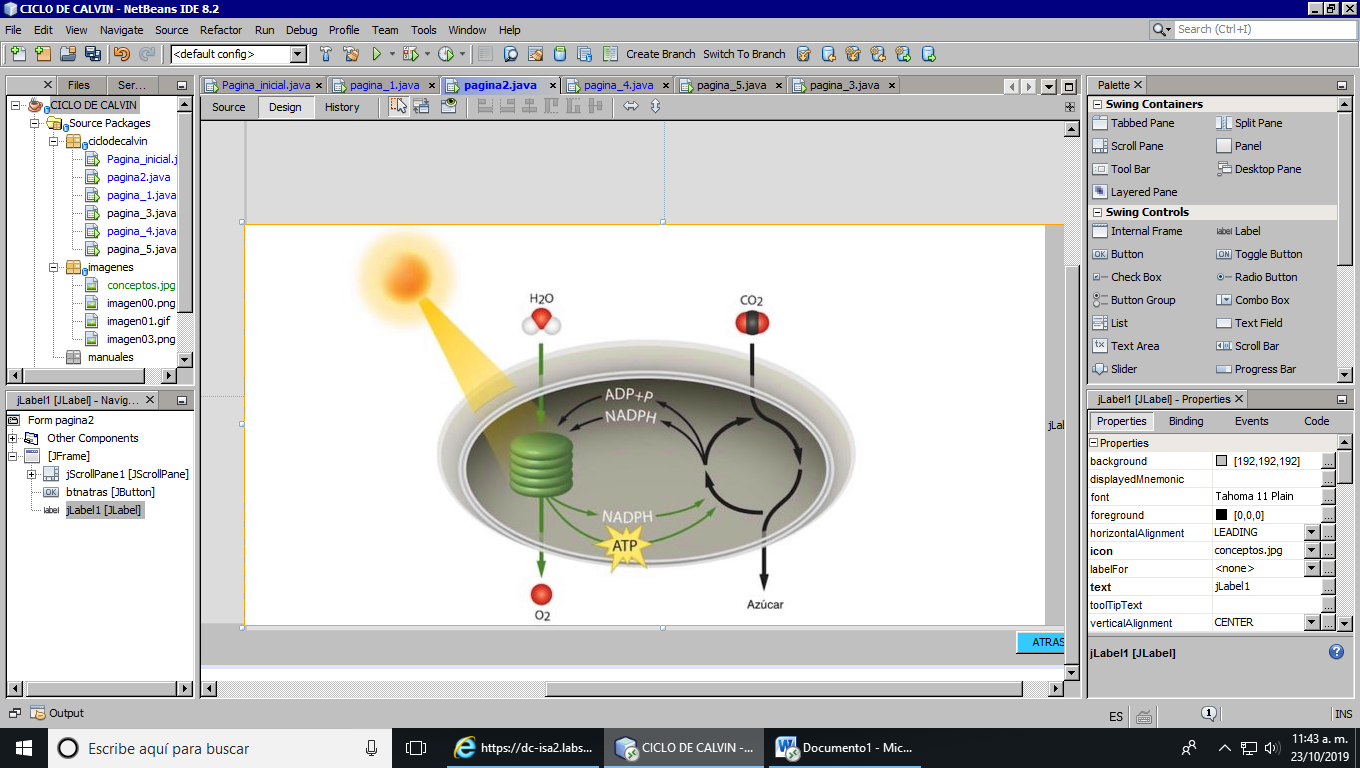 CICLO DE CALVIN - NetBeans IDE 8.2
File Edit View Navigate Source Refactor Run Debug Profile Team Tools Window Help
Search (Ctrl+I)
<default config>
Create Branch Switch To Branch
Files Ser...
CICLO DE CALVIN
Source Packages
ciclodecalvin
Pagina_inicial.j
pagina2.java
pagina_1.java
pagina_3.java
pagina_4.java
pagina_5.java
imagenes
conceptos.jpg
imagen00.png
imagen01.gif
imagen03.png
manuales
jLabel1 [JLabel] - Navig...
Form pagina2
Other Components
[JFrame]
jScrollPane1 [JScrollPane]
btnatras [JButton]
jLabel1 [JLabel]
Pagina_inicial.java pagina_1.java pagina2.java pagina_4.java pagina_5.java pagina_3.java
Source Design History
H2O
CO2
ADP+P
NADPH
NADPH
ATP
O2
Azúcar
jLal
ATRAS
Palette
Swing Containers
Tabbed Pane Split Pane
Scroll Pane Panel
Tool Bar Desktop Pane
Layered Pane
Swing Controls
Internal Frame label Label
OK Button ON Toggle Button
Check Box Radio Button
Button Group Combo Box
List Text Field
Text Area Scroll Bar
Slider Progress Bar
jLabel1 [JLabel] - Properties
Properties Binding Events Code
Properties
background [192,192,192] ...
displayedMnemonic ...
font Tahoma 11 Plain ...
foreground [0,0,0] ...
horizontalAlignment LEADING ...
icon conceptos.jpg ...
labelFor <none> ...
text jLabel1 ...
toolTipText ...
verticalAlignment CENTER ...
jLabel1 [JLabel]
Output
ES
1
INS
Escribe aquí para buscar
https://dc-isa2.labs...
CICLO DE CALVIN -...
Documento1 - Mic...
11:43 a. m.
23/10/2019